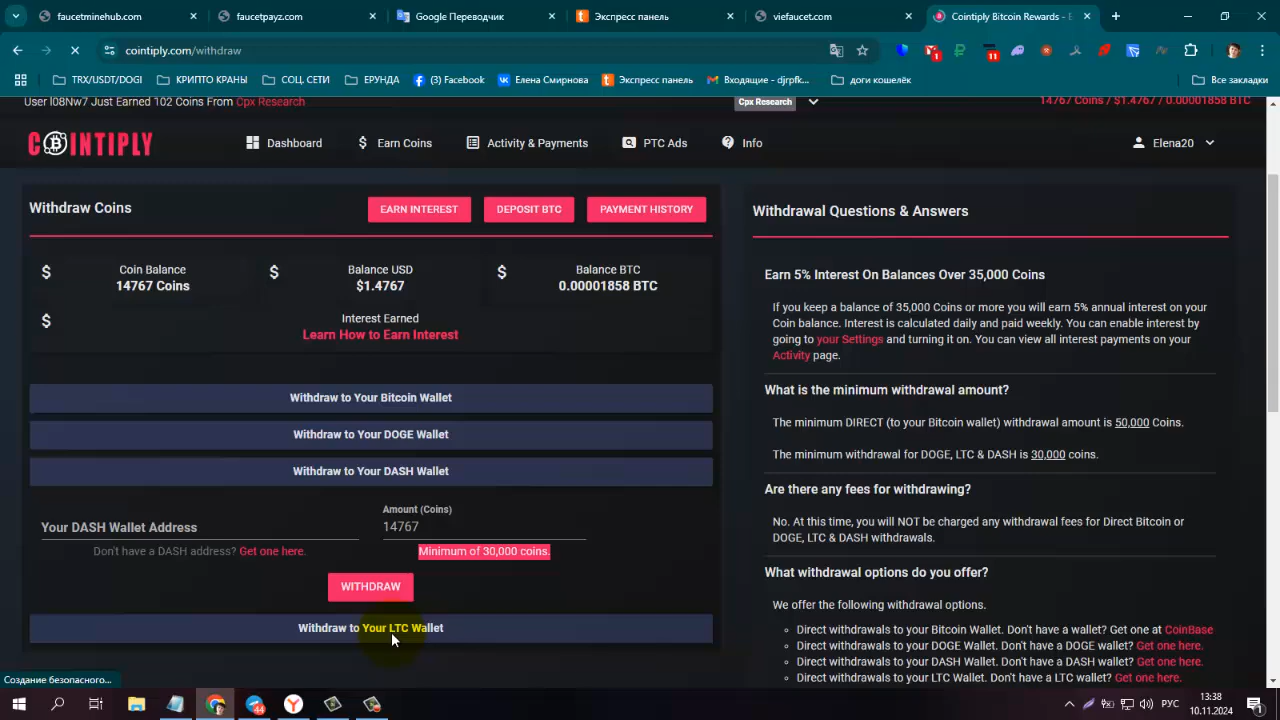 faucetminehub.com
faucetpayz.com
Google Переводчик
Экспресс панель
viefaucet.com
Cointiply Bitcoin Rewards - E
cointiply.com/withdraw
1
11
TRX/USDT/DOGI
КРИПТО КРАНЫ
СОЦ. СЕТИ
ЕРУНДА
(3) Facebook
Елена Смирнова
Экспресс панель
Входящие - djrpfk...
доги кошелёк
Все закладки
User I08Nw7 Just Earned 102 Coins From Cpx Research
Cpx Research
14767 Coins / $1.4767 / 0.00001858 BTC
COINTIPLY
Dashboard
Earn Coins
Activity & Payments
PTC Ads
Info
Elena20
Withdraw Coins
EARN INTEREST
DEPOSIT BTC
PAYMENT HISTORY
Coin Balance
14767 Coins
Balance USD
$1.4767
Balance BTC
0.00001858 BTC
Interest Earned
Learn How to Earn Interest
Withdraw to Your Bitcoin Wallet
Withdraw to Your DOGE Wallet
Withdraw to Your DASH Wallet
Your DASH Wallet Address
Don't have a DASH address? Get one here.
Amount (Coins)
14767
Minimum of 30,000 coins.
WITHDRAW
Withdraw to Your LTC Wallet
Withdrawal Questions & Answers
Earn 5% Interest On Balances Over 35,000 Coins
If you keep a balance of 35,000 Coins or more you will earn 5% annual interest on your
Coin balance. Interest is calculated daily and paid weekly. You can enable interest by
going to your Settings and turning it on. You can view all interest payments on your
Activity page.
What is the minimum withdrawal amount?
The minimum DIRECT (to your Bitcoin wallet) withdrawal amount is 50,000 Coins.
The minimum withdrawal for DOGE, LTC & DASH is 30,000 coins.
Are there any fees for withdrawing?
No. At this time, you will NOT be charged any withdrawal fees for Direct Bitcoin or
DOGE, LTC & DASH withdrawals.
What withdrawal options do you offer?
We offer the following withdrawal options.
Direct withdrawals to your Bitcoin Wallet. Don't have a wallet? Get one at CoinBase
Direct withdrawals to your DOGE Wallet. Don't have a DOGE wallet? Get one here.
Direct withdrawals to your DASH Wallet. Don't have a DASH wallet? Get one here.
Direct withdrawals to your LTC Wallet. Don't have a LTC wallet? Get one here.
Создание безопасного...
44
РУС
13:38
10.11.2024
1